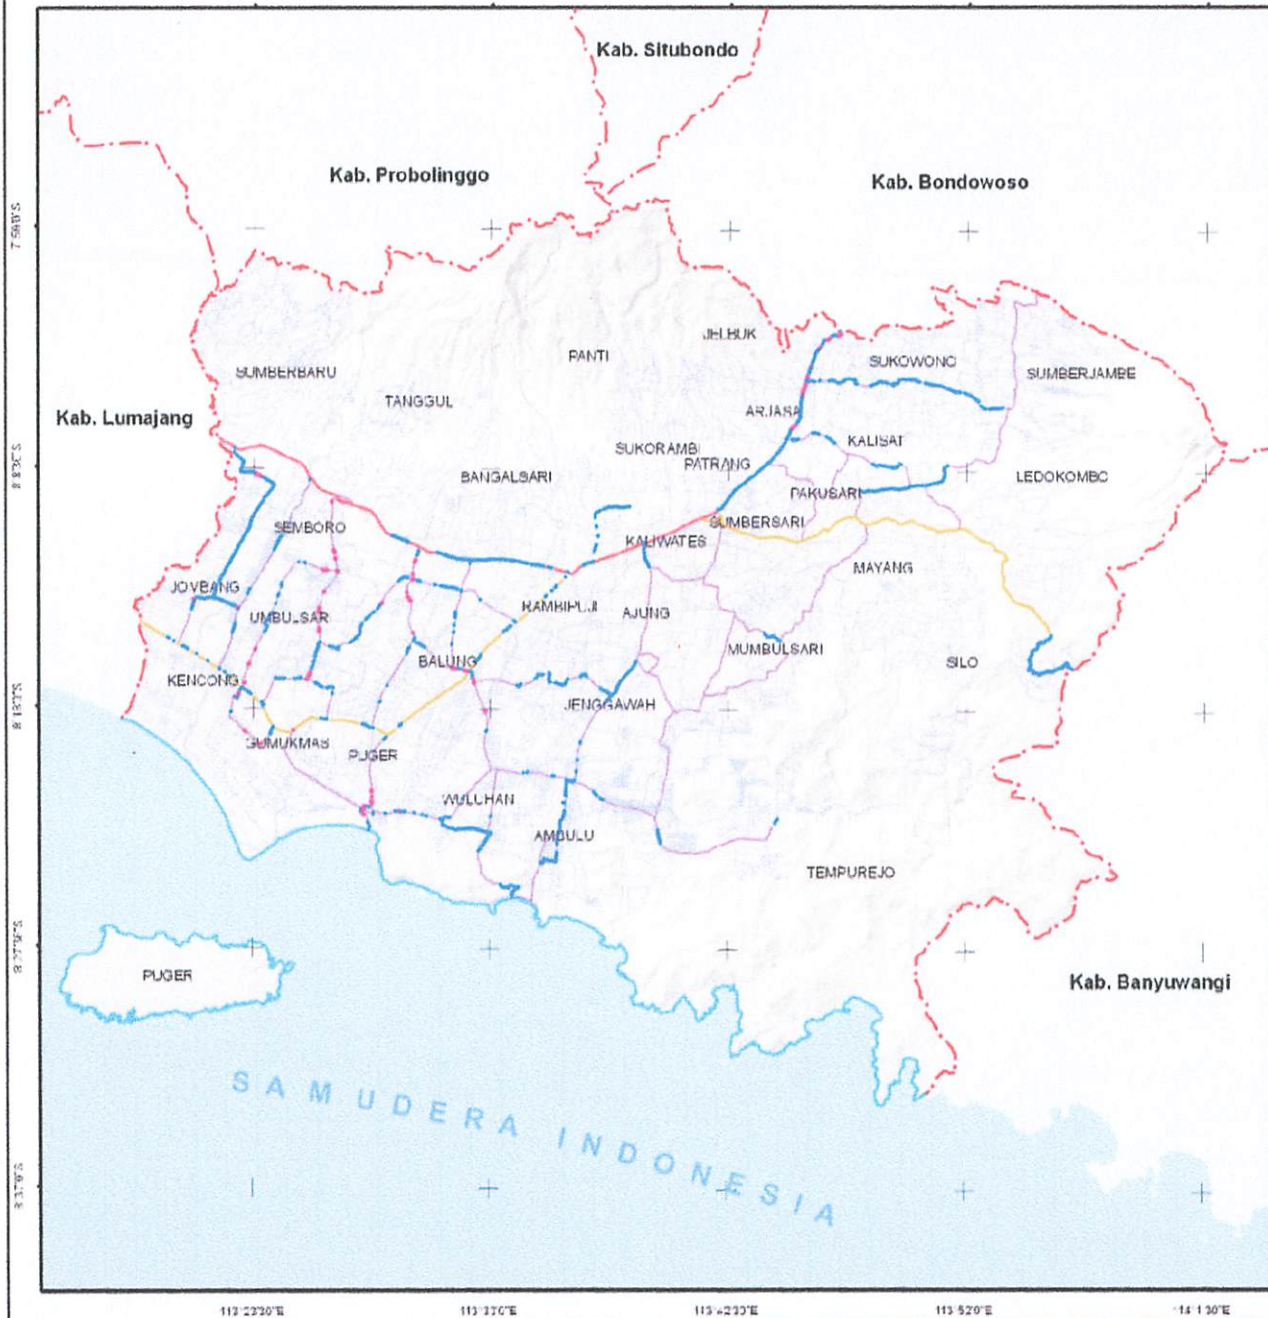 Kab. Situbondo
Kab. Probolinggo
Kab. Bondowoso
JELBUK
PANTI
SUKOWONO
SUMBERBARU
SUMBERJAMBE
TANGGUL
ARJASA
Kab. Lumajang
KALISAT
SUKORAMBI
PATRANG
BANGALSARI
LEDOKOMBO
PAKUSARI
SEMBORO
SUMBERSARI
KALIWATES
MAYANG
JOMBANG
RAMBIPUJI
AJUNG
UMBULSAR
MUMBULSARI
BALUNG
SILO
KENCONG
JENGGAWAH
GUMUKMAS
PUGER
WULUHAN
AMBULU
TEMPUREJO
PUGER
Kab. Banyuwangi
SAMUDERA INDONESIA